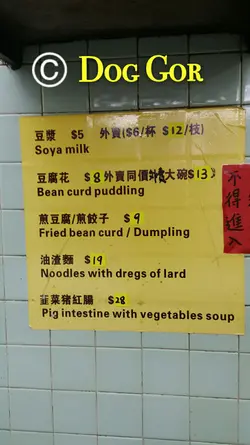 © Dog Gor
豆漿 $5 外賣($6/杯 $12/枝)
Soya milk
豆腐花 $8 外賣同價 大碗$13)
Bean curd puddling
煎豆腐/煎餃子 $9
Fried bean curd / Dumpling
油渣麵 $19
Noodles with dregs of lard
韮菜豬紅腸 $28
Pig intestine with vegetables soup
不得進入